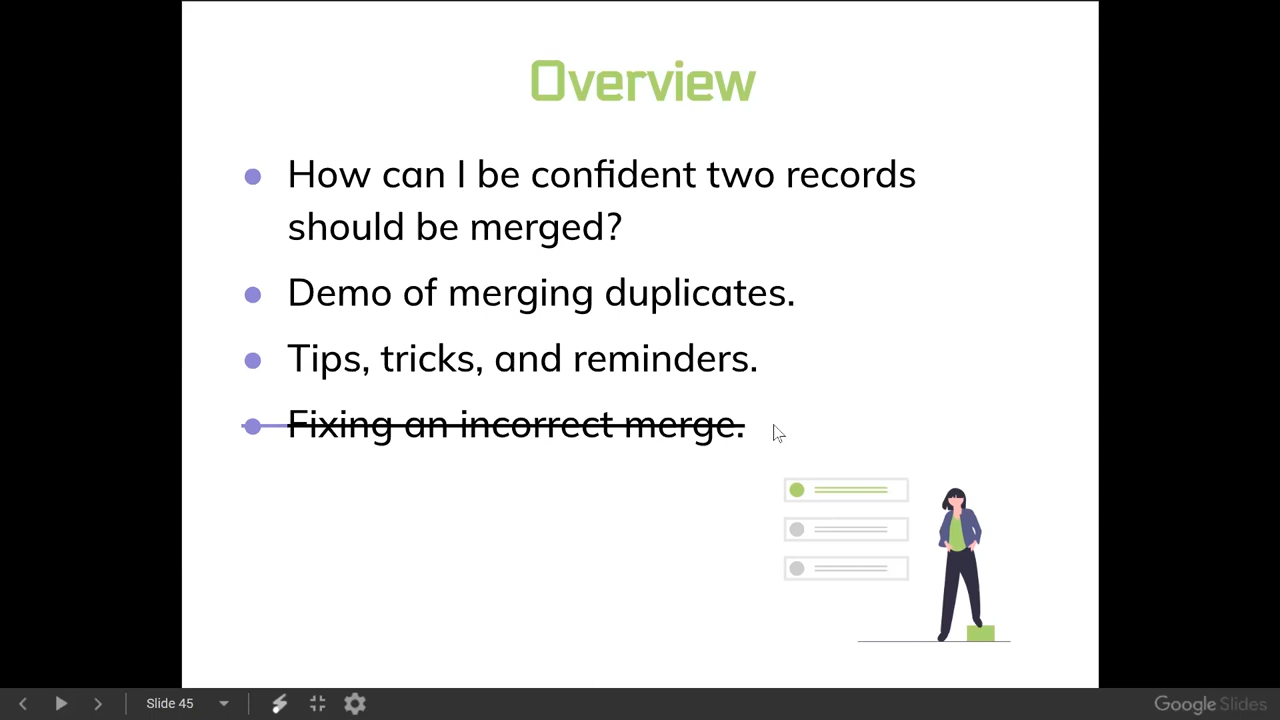 Overview
How can I be confident two records
should be merged?
Demo of merging duplicates.
Tips, tricks, and reminders.
Fixing an incorrect merge.
Slide 45
Google Slides